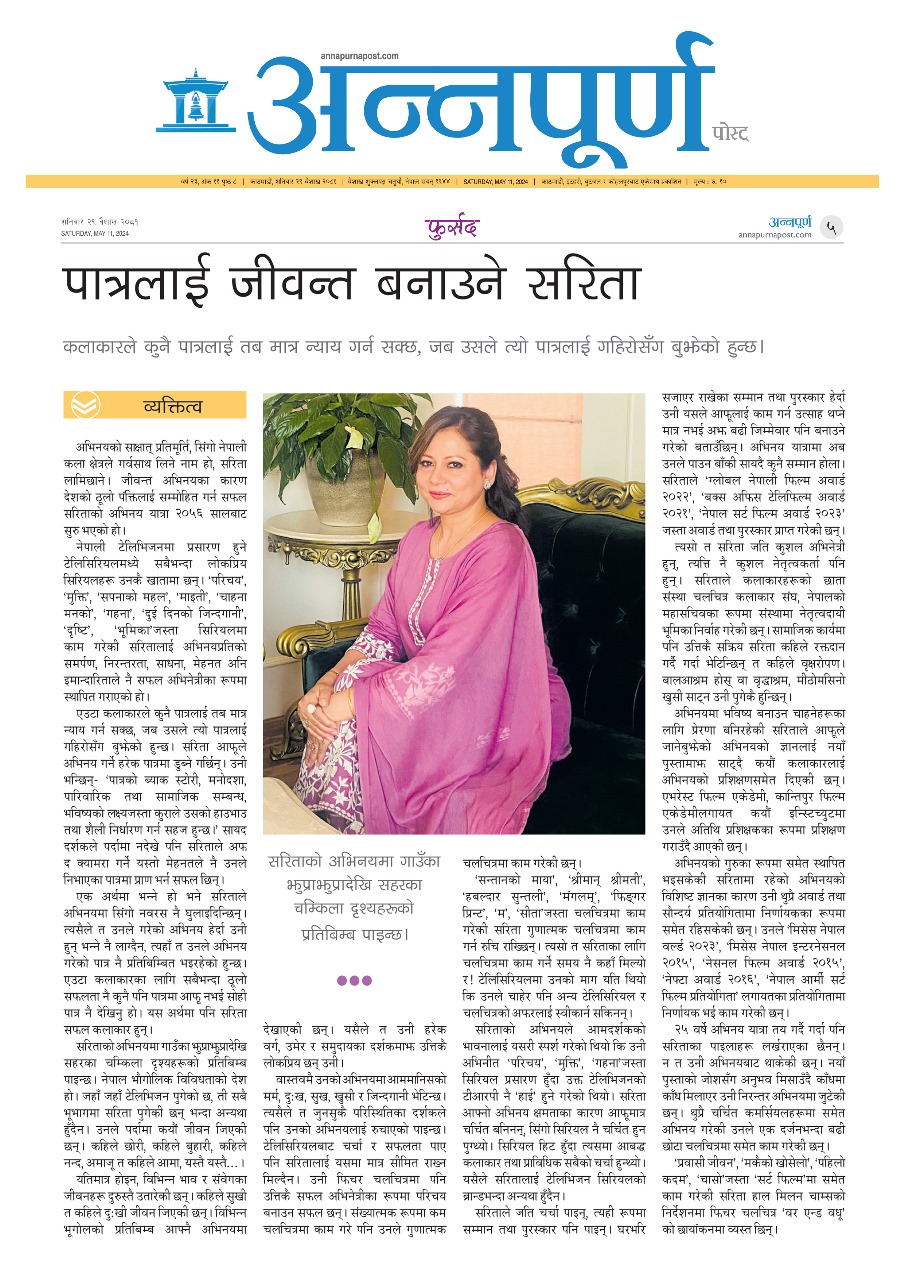 annapurnapost.com
अन्नपूर्ण
पोस्ट
वर्ष २३, अंक ११ पृष्ठ ८ | काठमाडौं, शनिबार २९ वैशाख २०८१ | वैशाख शुक्लपक्ष चतुर्थी, नेपाल सम्बत् ११४४ | SATURDAY, MAY 11, 2024 | काठमाडौं, इटहरी, बुटवल र कोहलपुरबाट एकैसाथ प्रकाशित | मूल्य : रु. १०
शनिबार २९ वैशाख २०८१
SATURDAY, MAY 11, 2024
फुर्सद
अन्नपूर्ण
annapurnapost.com
५
पात्रलाई जीवन्त बनाउने सरिता
कलाकारले कुनै पात्रलाई तब मात्र न्याय गर्न सक्छ, जब उसले त्यो पात्रलाई गहिरोसँग बुझेको हुन्छ।
व्यक्तित्व
अभिनयको साक्षात् प्रतिमूर्ति, सिंगो नेपाली
कला क्षेत्रले गर्वसाथ लिने नाम हो, सरिता
लामिछाने। जीवन्त अभिनयका कारण
देशको ठूलो पंक्तिलाई सम्मोहित गर्न सफल
सरिताको अभिनय यात्रा २०५६ सालबाट
सुरु भएको हो।
नेपाली टेलिभिजनमा प्रसारण हुने
टेलिसिरियलमध्ये सबैभन्दा लोकप्रिय
सिरियलहरू उनकै खातामा छन्। 'परिचय',
'मुक्ति', 'सपनाको महल', 'माइती', 'चाहना
मनको', 'गहना', 'दुई दिनको जिन्दगानी',
'दृष्टि', 'भूमिका'जस्ता सिरियलमा
काम गरेकी सरितालाई अभिनयप्रतिको
समर्पण, निरन्तरता, साधना, मेहनत अनि
इमान्दारिताले नै सफल अभिनेत्रीका रूपमा
स्थापित गराएको हो।
एउटा कलाकारले कुनै पात्रलाई तब मात्र
न्याय गर्न सक्छ, जब उसले त्यो पात्रलाई
गहिरोसँग बुझेको हुन्छ। सरिता आफूले
अभिनय गर्ने हरेक पात्रमा डुब्ने गर्छिन्। उनी
भन्छिन्- 'पात्रको ब्याक स्टोरी, मनोदशा,
पारिवारिक तथा सामाजिक सम्बन्ध,
भविष्यको लक्ष्यजस्ता कुराले उसको हाउभाउ
तथा शैली निर्धारण गर्न सहज हुन्छ।' सायद
दर्शकले पर्दामा नदेखे पनि सरिताले अफ
द क्यामरा गर्ने यस्तो मेहनतले नै उनले
निभाएका पात्रमा प्राण भर्न सफल छिन्।
एक अर्थमा भन्ने हो भने सरिताले
अभिनयमा सिंगो नवरस नै घुलाइदिन्छिन्।
त्यसैले त उनले गरेको अभिनय हेर्दा उनी
हुन् भन्ने नै लाग्दैन, त्यहाँ त उनले अभिनय
गरेको पात्र नै प्रतिबिम्बित भइरहेको हुन्छ।
एउटा कलाकारका लागि सबैभन्दा ठूलो
सफलता नै कुनै पनि पात्रमा आफू नभई सोही
पात्र नै देखिनु हो। यस अर्थमा पनि सरिता
सफल कलाकार हुन्।
सरिताको अभिनयमा गाउँका झुप्राझुप्रादेखि
सहरका चम्किला दृश्यहरूको प्रतिबिम्ब
पाइन्छ। नेपाल भौगोलिक विविधताको देश
हो। जहाँ जहाँ टेलिभिजन पुगेको छ, ती सबै
भूभागमा सरिता पुगेकी छन् भन्दा अन्यथा
हुँदैन। उनले पर्दामा कयौं जीवन जिएकी
छन्। कहिले छोरी, कहिले बुहारी, कहिले
नन्द, अमाजू त कहिले आमा, यस्तै यस्तै...।
यतिमात्र होइन, विभिन्न भाव र संवेगका
जीवनहरू दुरुस्तै उतारेकी छन्। कहिले सुखी
त कहिले दुःखी जीवन जिएकी छन्। विभिन्न
भूगोलको प्रतिबिम्ब आफ्नै अभिनयमा
सरिताको अभिनयमा गाउँका
झुप्राझुप्रादेखि सहरका
चम्किला दृश्यहरूको
प्रतिबिम्ब पाइन्छ।
देखाएकी छन्। यसैले त उनी हरेक
वर्ग, उमेर र समुदायका दर्शकमाझ उत्तिकै
लोकप्रिय छन् उनी।
वास्तवमै उनको अभिनयमा आममानिसको
मर्म, दुःख, सुख, खुसी र जिन्दगानी भेटिन्छ।
त्यसैले त जुनसुकै परिस्थितिका दर्शकले
पनि उनको अभिनयलाई रुचाएको पाइन्छ।
टेलिसिरियलबाट चर्चा र सफलता पाए
पनि सरितालाई यसमा मात्र सीमित राख्न
मिल्दैन। उनी फिचर चलचित्रमा पनि
उत्तिकै सफल अभिनेत्रीका रूपमा परिचय
बनाउन सफल छन्। संख्यात्मक रूपमा कम
चलचित्रमा काम गरे पनि उनले गुणात्मक
चलचित्रमा काम गरेकी छन्।
'सन्तानको माया', 'श्रीमान् श्रीमती',
'हबल्दार सुन्तली', 'मंगलम्', 'फिङ्गर
प्रिन्ट', 'म', 'सीता'जस्ता चलचित्रमा काम
गरेकी सरिता गुणात्मक चलचित्रमा काम
गर्न रुचि राख्छिन्। त्यसो त सरिताका लागि
चलचित्रमा काम गर्ने समय नै कहाँ मिल्यो
र! टेलिसिरियलमा उनको माग यति थियो
कि उनले चाहेर पनि अन्य टेलिसिरियल र
चलचित्रको अफरलाई स्वीकार्न सकिनन्।
सरिताको अभिनयले आमदर्शकको
भावनालाई यसरी स्पर्श गरेको थियो कि उनी
अभिनीत 'परिचय', 'मुक्ति', 'गहना'जस्ता
सिरियल प्रसारण हुँदा उक्त टेलिभिजनको
टीआरपी नै 'हाई' हुने गरेको थियो। सरिता
आफ्नो अभिनय क्षमताका कारण आफूमात्र
चर्चित बनिनन्, सिंगो सिरियल नै चर्चित हुन
पुग्थ्यो। सिरियल हिट हुँदा त्यसमा आबद्ध
कलाकार तथा प्राविधिक सबैको चर्चा हुन्थ्यो।
यसैले सरितालाई टेलिभिजन सिरियलको
ब्रान्डभन्दा अन्यथा हुँदैन।
सरिताले जति चर्चा पाइन्, त्यही रूपमा
सम्मान तथा पुरस्कार पनि पाइन्। घरभरि
सजाएर राखेका सम्मान तथा पुरस्कार हेर्दा
उनी यसले आफूलाई काम गर्न उत्साह थप्ने
मात्र नभई अझ बढी जिम्मेवार पनि बनाउने
गरेको बताउँछिन्। अभिनय यात्रामा अब
उनले पाउन बाँकी सायदै कुनै सम्मान होला।
सरिताले 'ग्लोबल नेपाली फिल्म अवार्ड
२०२२', 'बक्स अफिस टेलिफिल्म अवार्ड
२०२१', 'नेपाल सर्ट फिल्म अवार्ड २०२३'
जस्ता अवार्ड तथा पुरस्कार प्राप्त गरेकी छन्।
त्यसो त सरिता जति कुशल अभिनेत्री
हुन्, त्यत्ति नै कुशल नेतृत्वकर्ता पनि
हुन्। सरिताले कलाकारहरूको छाता
संस्था चलचित्र कलाकार संघ, नेपालको
महासचिवका रूपमा संस्थामा नेतृत्वदायी
भूमिका निर्वाह गरेकी छन्। सामाजिक कार्यमा
पनि उत्तिकै सक्रिय सरिता कहिले रक्तदान
गर्दै गर्दा भेटिन्छिन् त कहिले वृक्षारोपण।
बालआश्रम होस् वा वृद्धाश्रम, मीठोमसिनो
खुसी साट्न उनी पुगेकै हुन्छिन्।
अभिनयमा भविष्य बनाउन चाहनेहरूका
लागि प्रेरणा बनिरहेकी सरिताले आफूले
जानेबुझेको अभिनयको ज्ञानलाई नयाँ
पुस्तामाझ साट्दै कयौं कलाकारलाई
अभिनयको प्रशिक्षणसमेत दिएकी छन्।
एभरेस्ट फिल्म एकेडेमी, कान्तिपुर फिल्म
एकेडेमीलगायत कयौं इन्स्टिच्युटमा
उनले अतिथि प्रशिक्षकका रूपमा प्रशिक्षण
गराउँदै आएकी छन्।
अभिनयको गुरुका रूपमा समेत स्थापित
भइसकेकी सरितामा रहेको अभिनयको
विशिष्ट ज्ञानका कारण उनी थुप्रै अवार्ड तथा
सौन्दर्य प्रतियोगितामा निर्णायकका रूपमा
समेत रहिसकेकी छन्। उनले 'मिसेस नेपाल
वर्ल्ड २०२३', 'मिसेस नेपाल इन्टरनेसनल
२०१५', 'नेसनल फिल्म अवार्ड २०१५',
'नेफ्टा अवार्ड २०१६', 'नेपाल आर्मी सर्ट
फिल्म प्रतियोगिता' लगायतका प्रतियोगितामा
निर्णायक भई काम गरेकी छन्।
२५ वर्षे अभिनय यात्रा तय गर्दै गर्दा पनि
सरिताका पाइलाहरू लर्खराएका छैनन्।
न त उनी अभिनयबाट थाकेकी छन्। नयाँ
पुस्ताको जोशसँग अनुभव मिसाउँदै काँधमा
काँध मिलाएर उनी निरन्तर अभिनयमा जुटेकी
छन्। थुप्रै चर्चित कमर्सियलहरूमा समेत
अभिनय गरेकी उनले एक दर्जनभन्दा बढी
छोटा चलचित्रमा समेत काम गरेकी छन्।
'प्रवासी जीवन', 'मकैको खोसेलो', 'पहिलो
कदम', 'चासो'जस्ता 'सर्ट फिल्म'मा समेत
काम गरेकी सरिता हाल मिलन चाम्सको
निर्देशनमा फिचर चलचित्र 'वर एन्ड वधू'
को छायांकनमा व्यस्त छिन्।